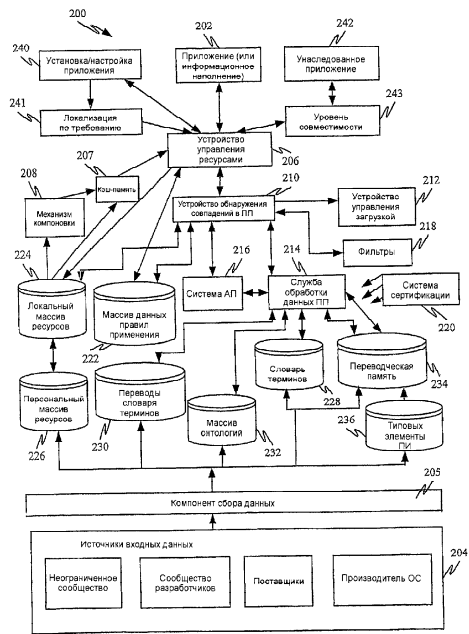 200
240
Установка/настройка
приложения
202
Приложение (или
информационное
наполнение)
242
Унаследованное
приложение
241
Локализация
по требованию
243
Уровень
совместимости
Устройство
управления
ресурсами
206
207
Кэш-память
208
Механизм
компоновки
210
Устройство обнаружения
совпадений в ПП
212
Устройство
управления
загрузкой
218
Фильтры
224
Локальный
массив
ресурсов
216
Система АП
214
Служба
обработки
данных ПП
Система
сертификации
220
Массив данных
правил
применения
222
Персональный
массив
ресурсов
226
Переводы
словаря
терминов
230
Массив
онтологий
232
Словарь
терминов
228
Переводческая
память
234
236
Типовых
элементы
ПИ
205
Компонент сбора данных
Источники входных данных
204
Неограниченное
сообщество
Сообщество
разработчиков
Поставщики
Производитель ОС